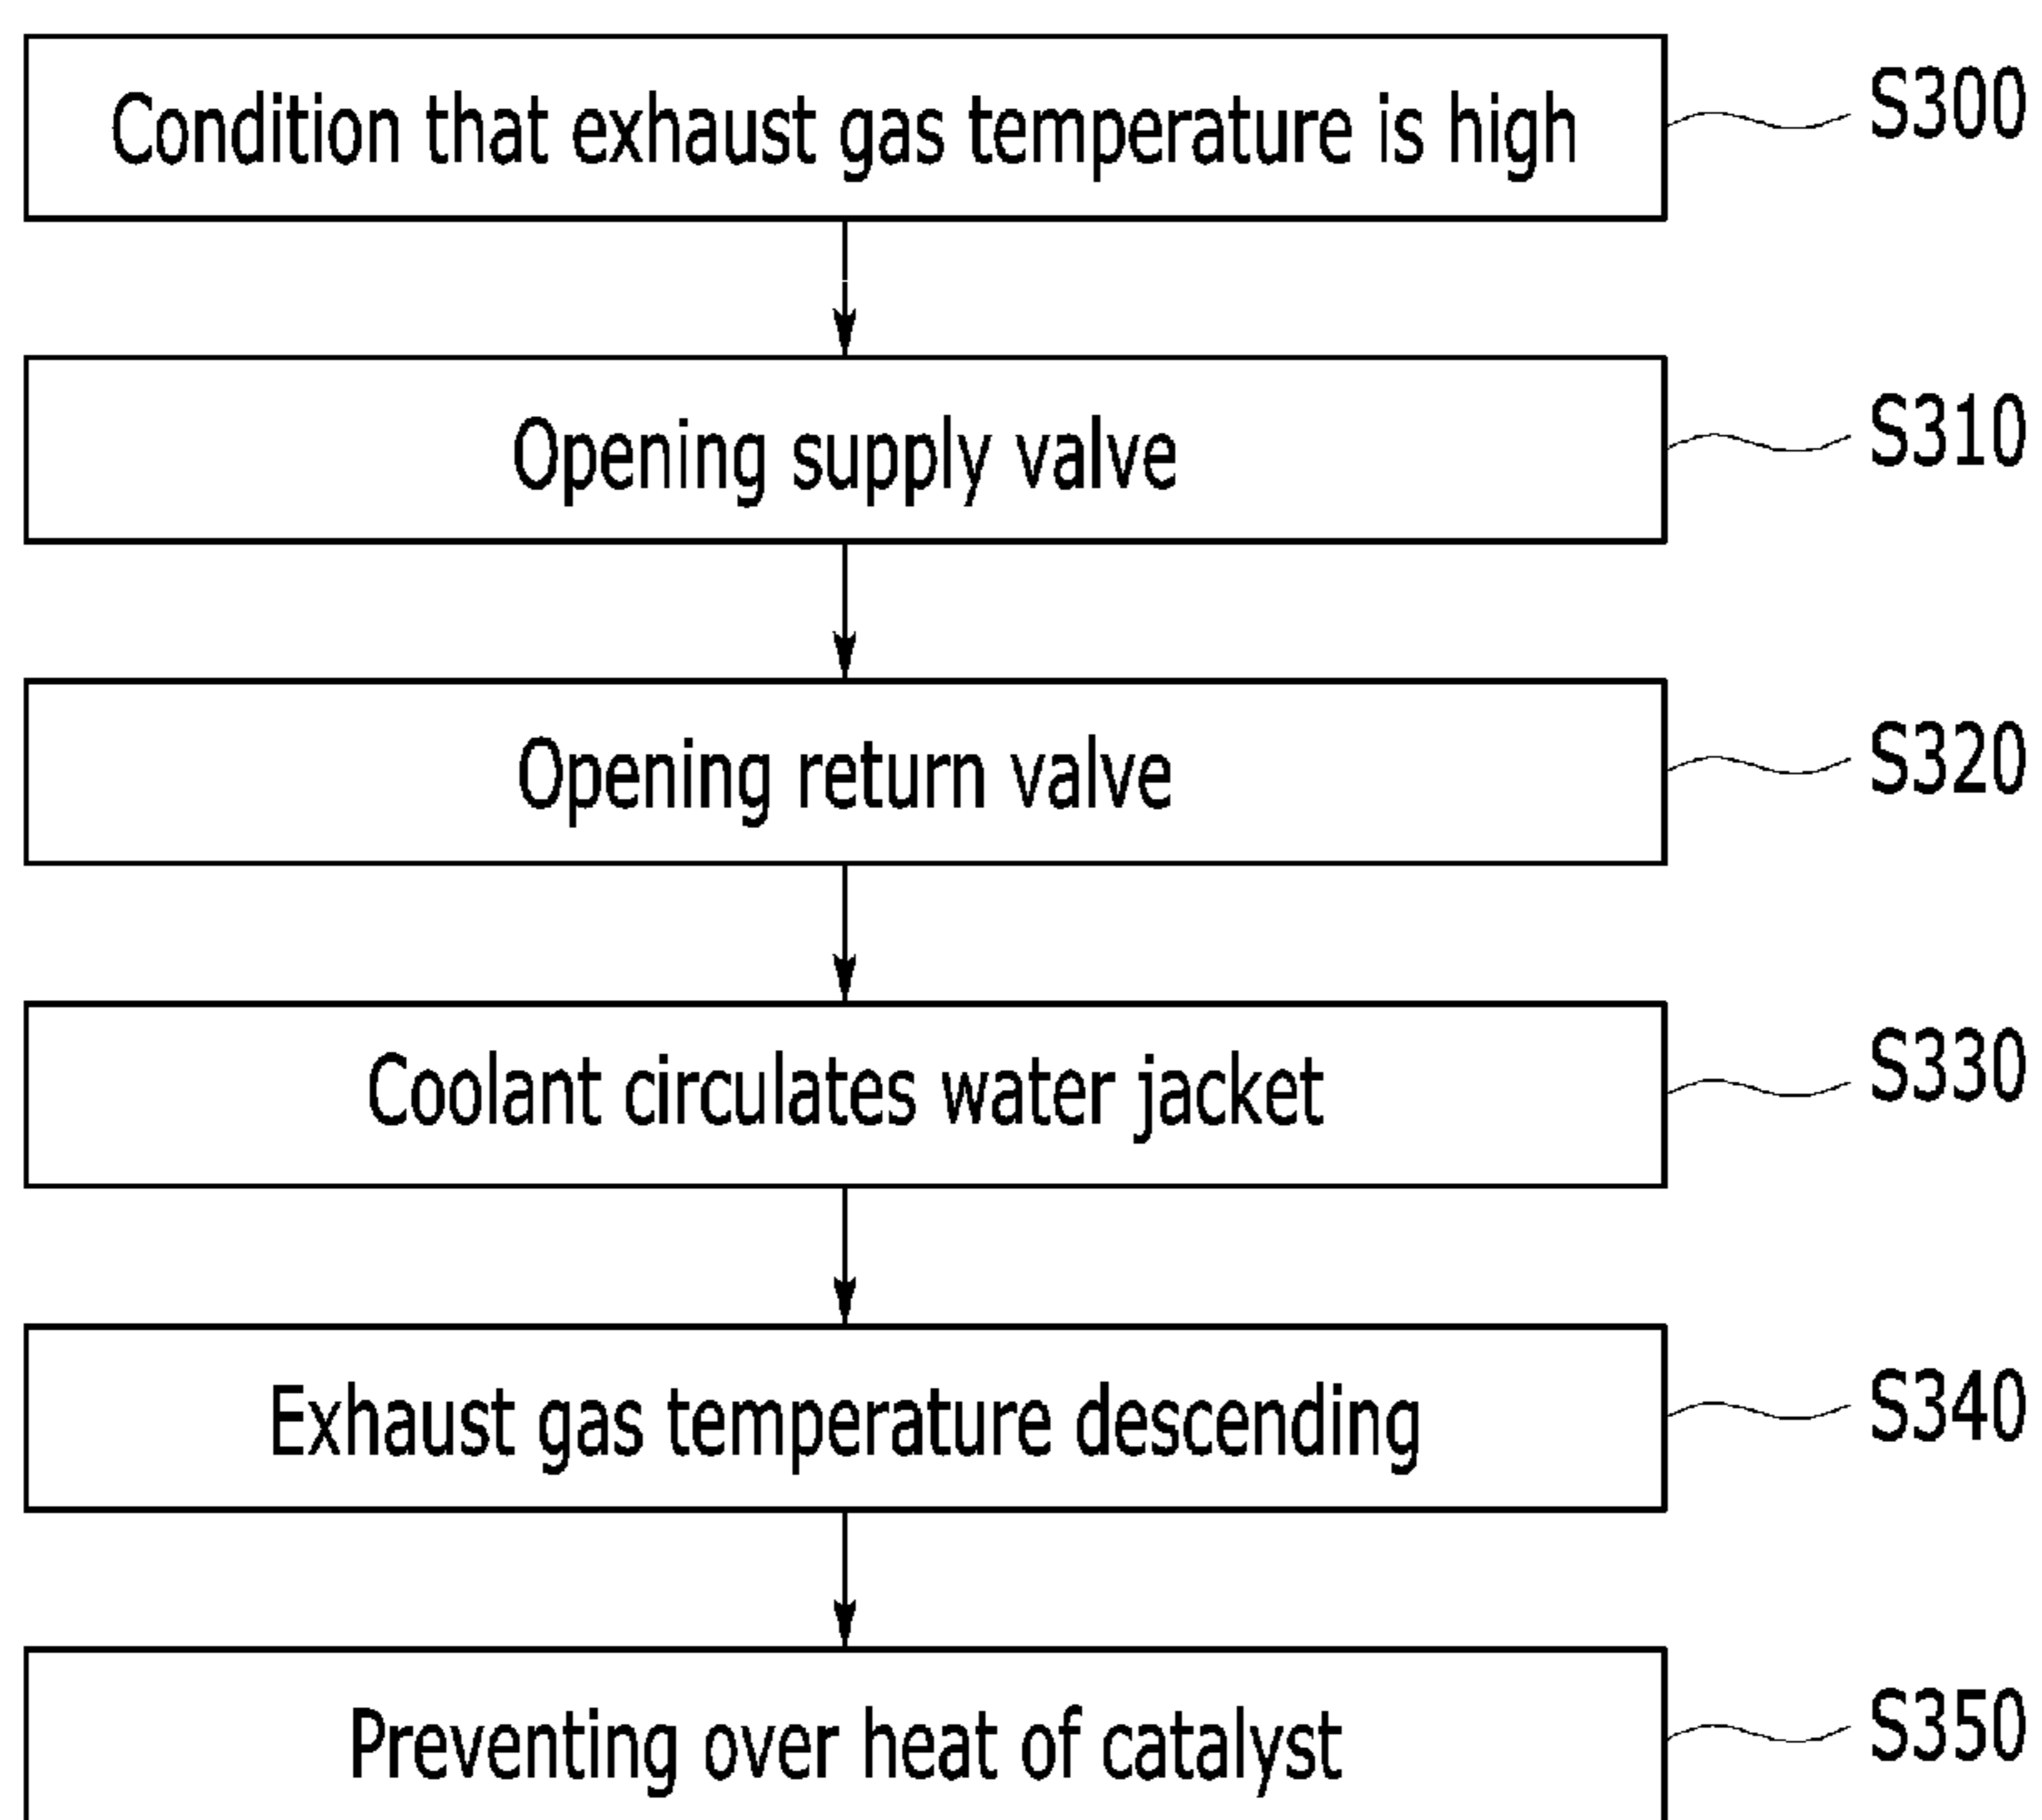 Condition that exhaust gas temperature is high S300
Opening supply valve S310
Opening return valve S320
Coolant circulates water jacket S330
Exhaust gas temperature descending S340
Preventing over heat of catalyst S350